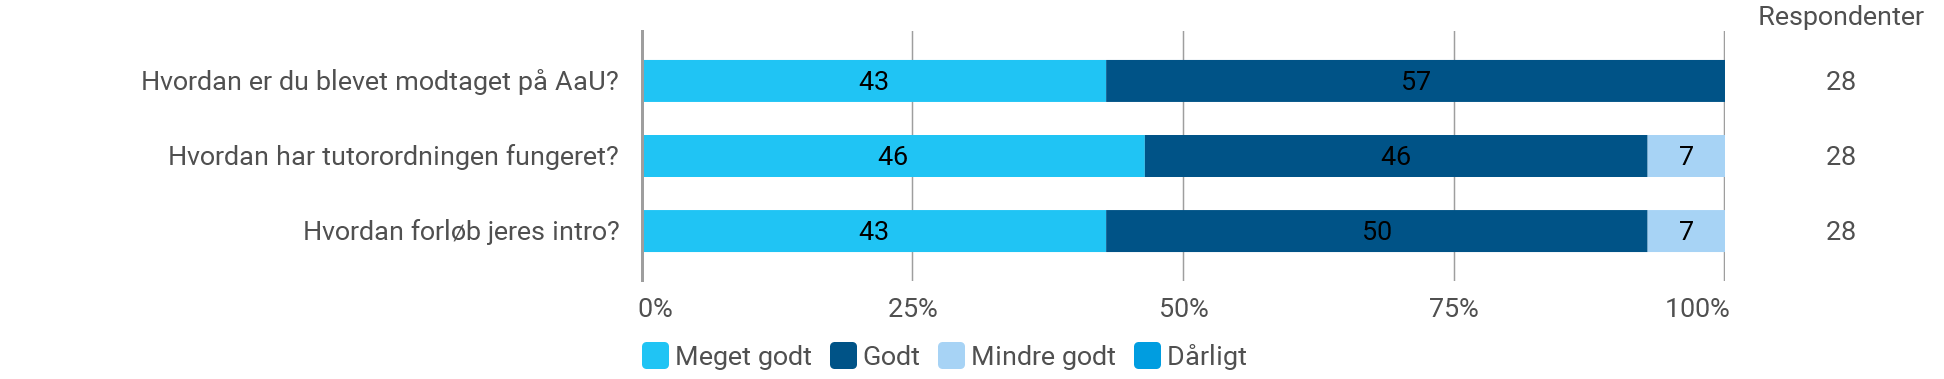 Respondenter
Hvordan er du blevet modtaget på AaU? 43 57 28
Hvordan har tutorordningen fungeret? 46 46 7 28
Hvordan forløb jeres intro? 43 50 7 28
0% 25% 50% 75% 100%
Meget godt Godt Mindre godt Dårligt